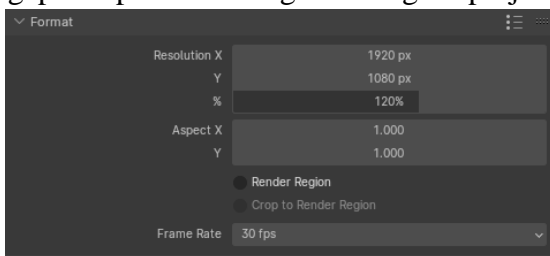 Format
Resolution X 1920 px
Y 1080 px
% 120%
Aspect X 1.000
Y 1.000
Render Region
Crop to Render Region
Frame Rate 30 fps